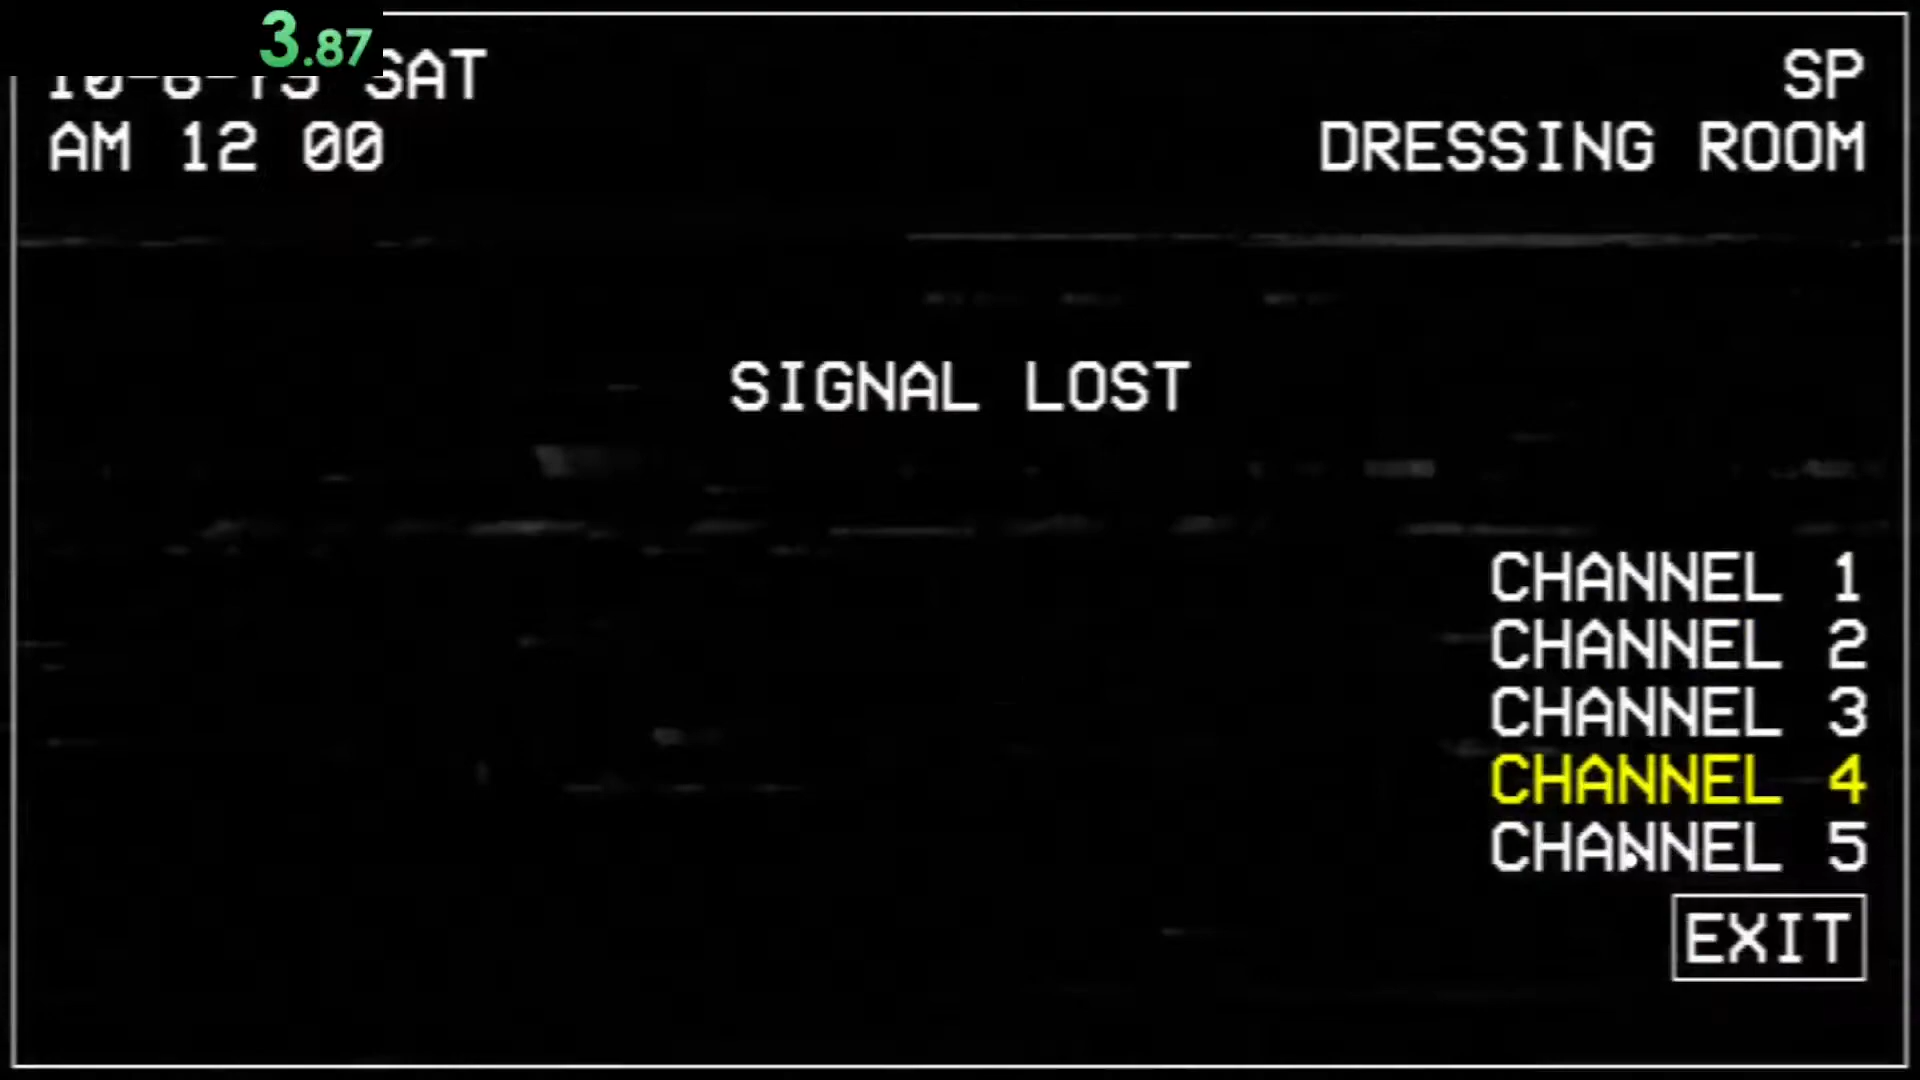 3.87
SAT
SP
AM 12 00
DRESSING ROOM
SIGNAL LOST
CHANNEL 1
CHANNEL 2
CHANNEL 3
CHANNEL 4
CHANNEL 5
EXIT